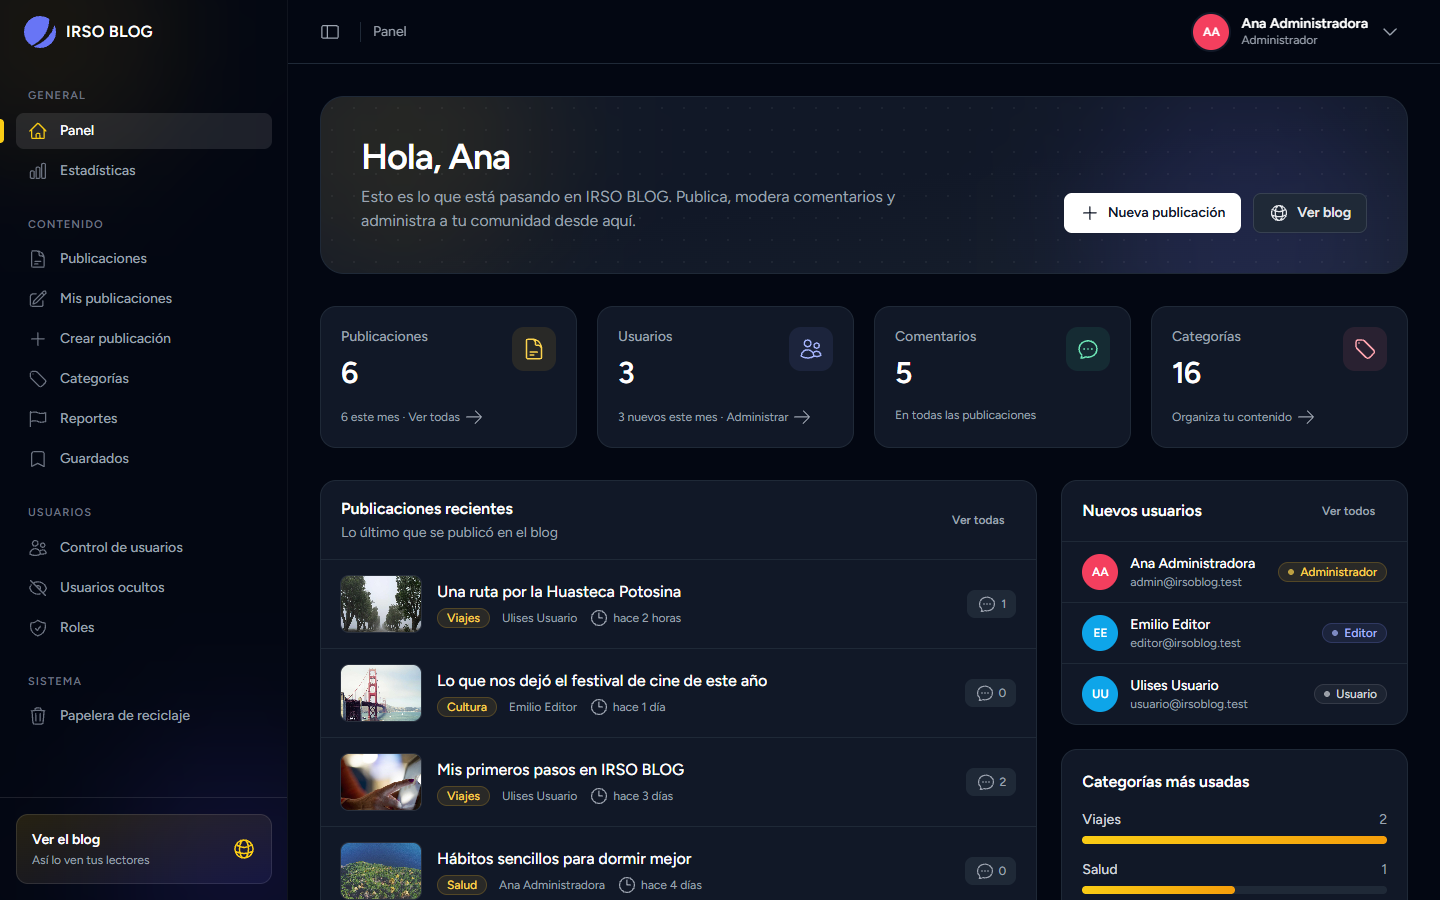 IRSO BLOG
GENERAL
Panel
Estadísticas
CONTENIDO
Publicaciones
Mis publicaciones
Crear publicación
Categorías
Reportes
Guardados
USUARIOS
Control de usuarios
Usuarios ocultos
Roles
SISTEMA
Papelera de reciclaje
Ver el blog
Así lo ven tus lectores
Panel
AA
Ana Administradora
Administrador
Hola, Ana
Esto es lo que está pasando en IRSO BLOG. Publica, modera comentarios y
administra a tu comunidad desde aquí.
Nueva publicación
Ver blog
Publicaciones
6
6 este mes · Ver todas
Usuarios
3
3 nuevos este mes · Administrar
Comentarios
5
En todas las publicaciones
Categorías
16
Organiza tu contenido
Publicaciones recientes
Lo último que se publicó en el blog
Ver todas
Una ruta por la Huasteca Potosina
Viajes Ulises Usuario hace 2 horas
1
Lo que nos dejó el festival de cine de este año
Cultura Emilio Editor hace 1 día
0
Mis primeros pasos en IRSO BLOG
Viajes Ulises Usuario hace 3 días
2
Hábitos sencillos para dormir mejor
Salud Ana Administradora hace 4 días
0
Nuevos usuarios
Ver todos
AA
Ana Administradora
admin@irsoblog.test
Administrador
EE
Emilio Editor
editor@irsoblog.test
Editor
UU
Ulises Usuario
usuario@irsoblog.test
Usuario
Categorías más usadas
Viajes 2
Salud 1